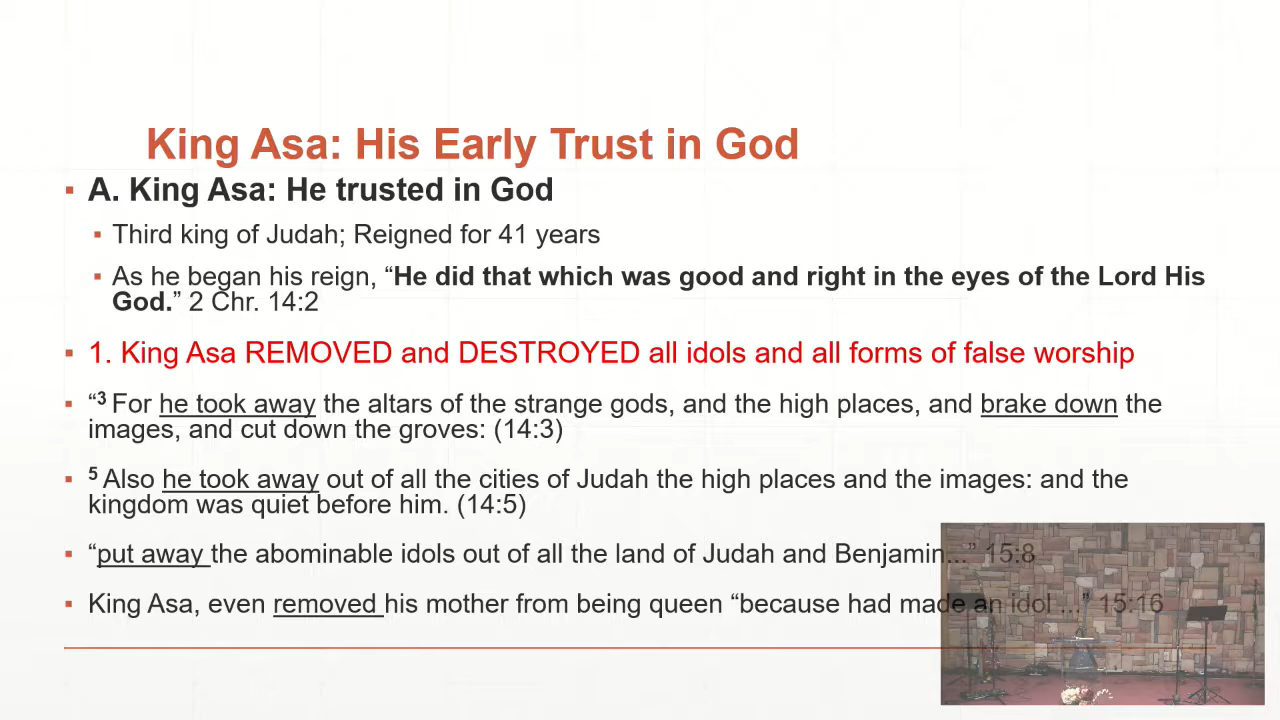 King Asa: His Early Trust in God
▪ A. King Asa: He trusted in God
▪ Third king of Judah; Reigned for 41 years
▪ As he began his reign, “He did that which was good and right in the eyes of the Lord His
God.” 2 Chr. 14:2
▪ 1. King Asa REMOVED and DESTROYED all idols and all forms of false worship
▪ “3 For he took away the altars of the strange gods, and the high places, and brake down the
images, and cut down the groves: (14:3)
▪ 5 Also he took away out of all the cities of Judah the high places and the images: and the
kingdom was quiet before him. (14:5)
▪ “put away the abominable idols out of all the land of Judah and Benjamin...” 15:8
▪ King Asa, even removed his mother from being queen “because had made an idol ...” 15:16